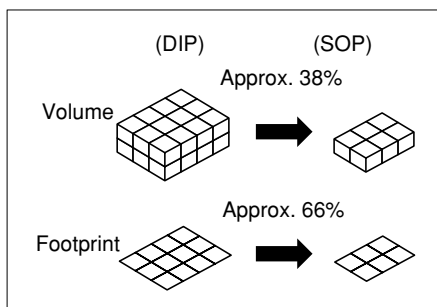 (DIP) (SOP)
Approx. 38%
Volume
Approx. 66%
Footprint